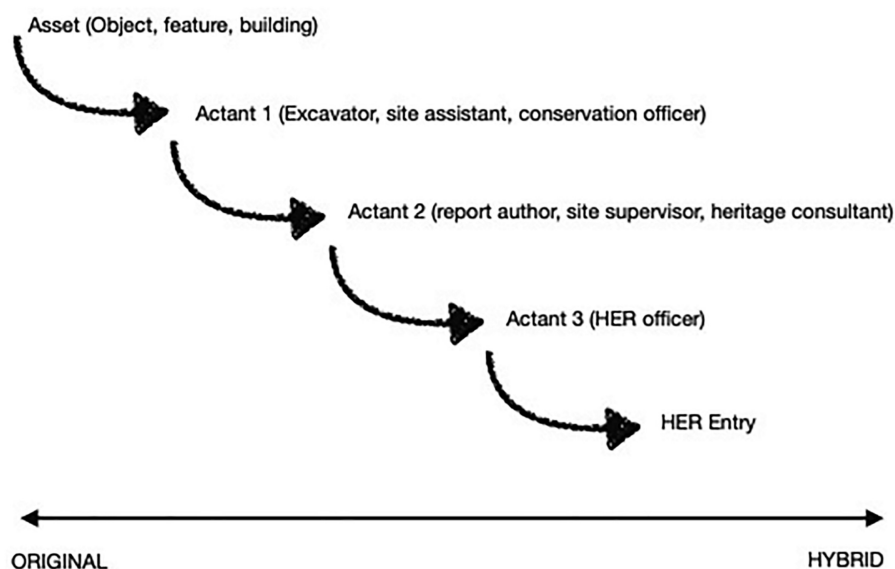 Asset (Object, feature, building)
Actant 1 (Excavator, site assistant, conservation officer)
Actant 2 (report author, site supervisor, heritage consultant)
Actant 3 (HER officer)
HER Entry
ORIGINAL
HYBRID